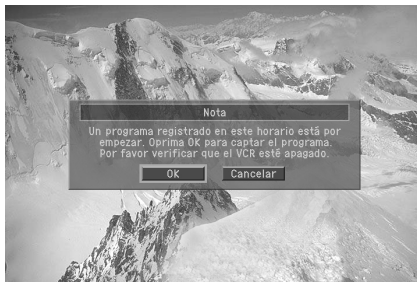 Nota
Un programa registrado en este horario está por
empezar. Oprima OK para captar el programa.
Por favor verificar que el VCR esté apagado.
OK Cancelar